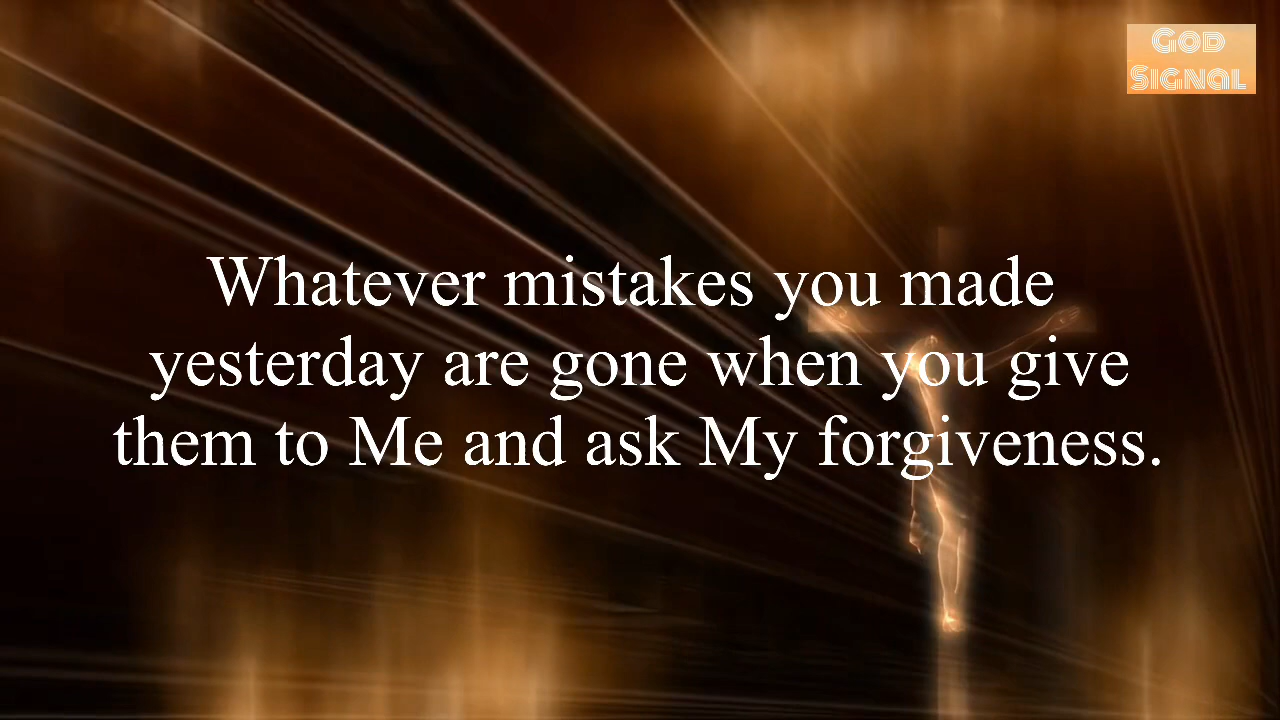 God
Signal
Whatever mistakes you made
yesterday are gone when you give
them to Me and ask My forgiveness.